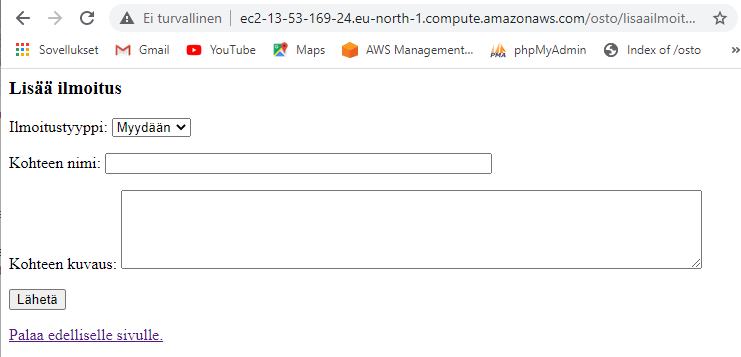 Ei turvallinen ec2-13-53-169-24.eu-north-1.compute.amazonaws.com/osto/lisaailmoit...
Sovellukset Gmail YouTube Maps AWS Management... PMA phpMyAdmin Index of /osto »
Lisää ilmoitus
Ilmoitustyyppi: Myydään
Kohteen nimi:
Kohteen kuvaus:
Lähetä
Palaa edelliselle sivulle.